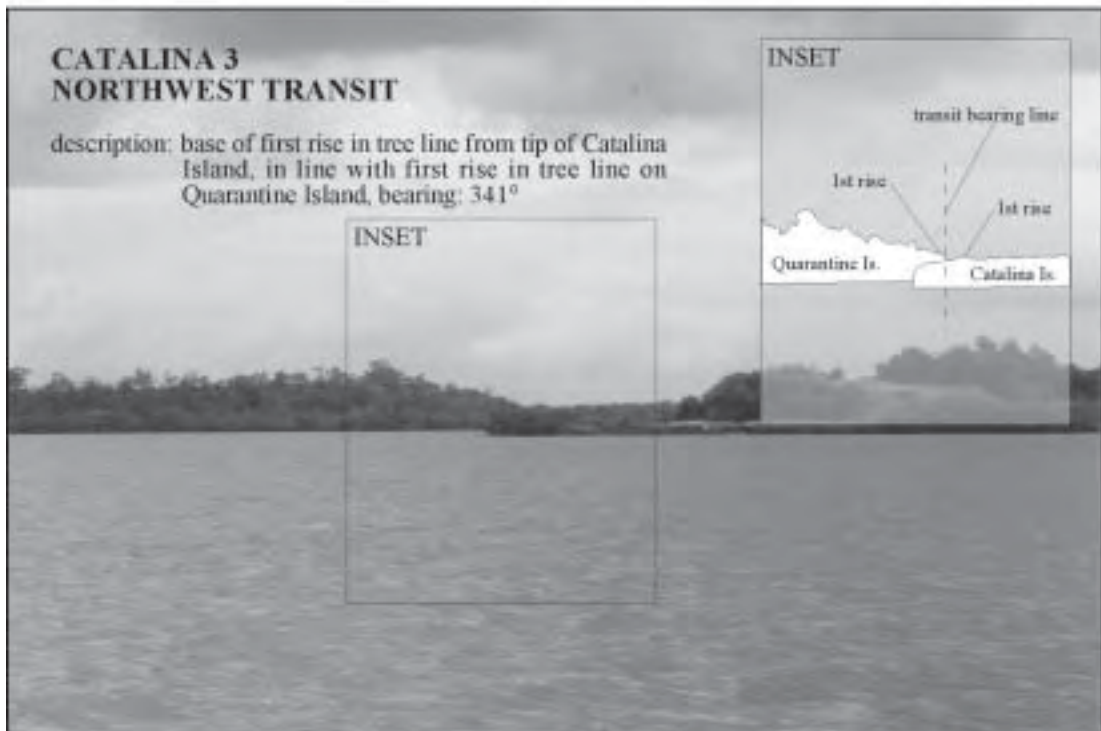 CATALINA 3
NORTHWEST TRANSIT
description: base of first rise in tree line from tip of Catalina
Island, in line with first rise in tree line on
Quarantine Island, bearing: 341⁰
INSET
INSET
transit bearing line
1st rise
1st rise
Quarantine Is.
Catalina Is.